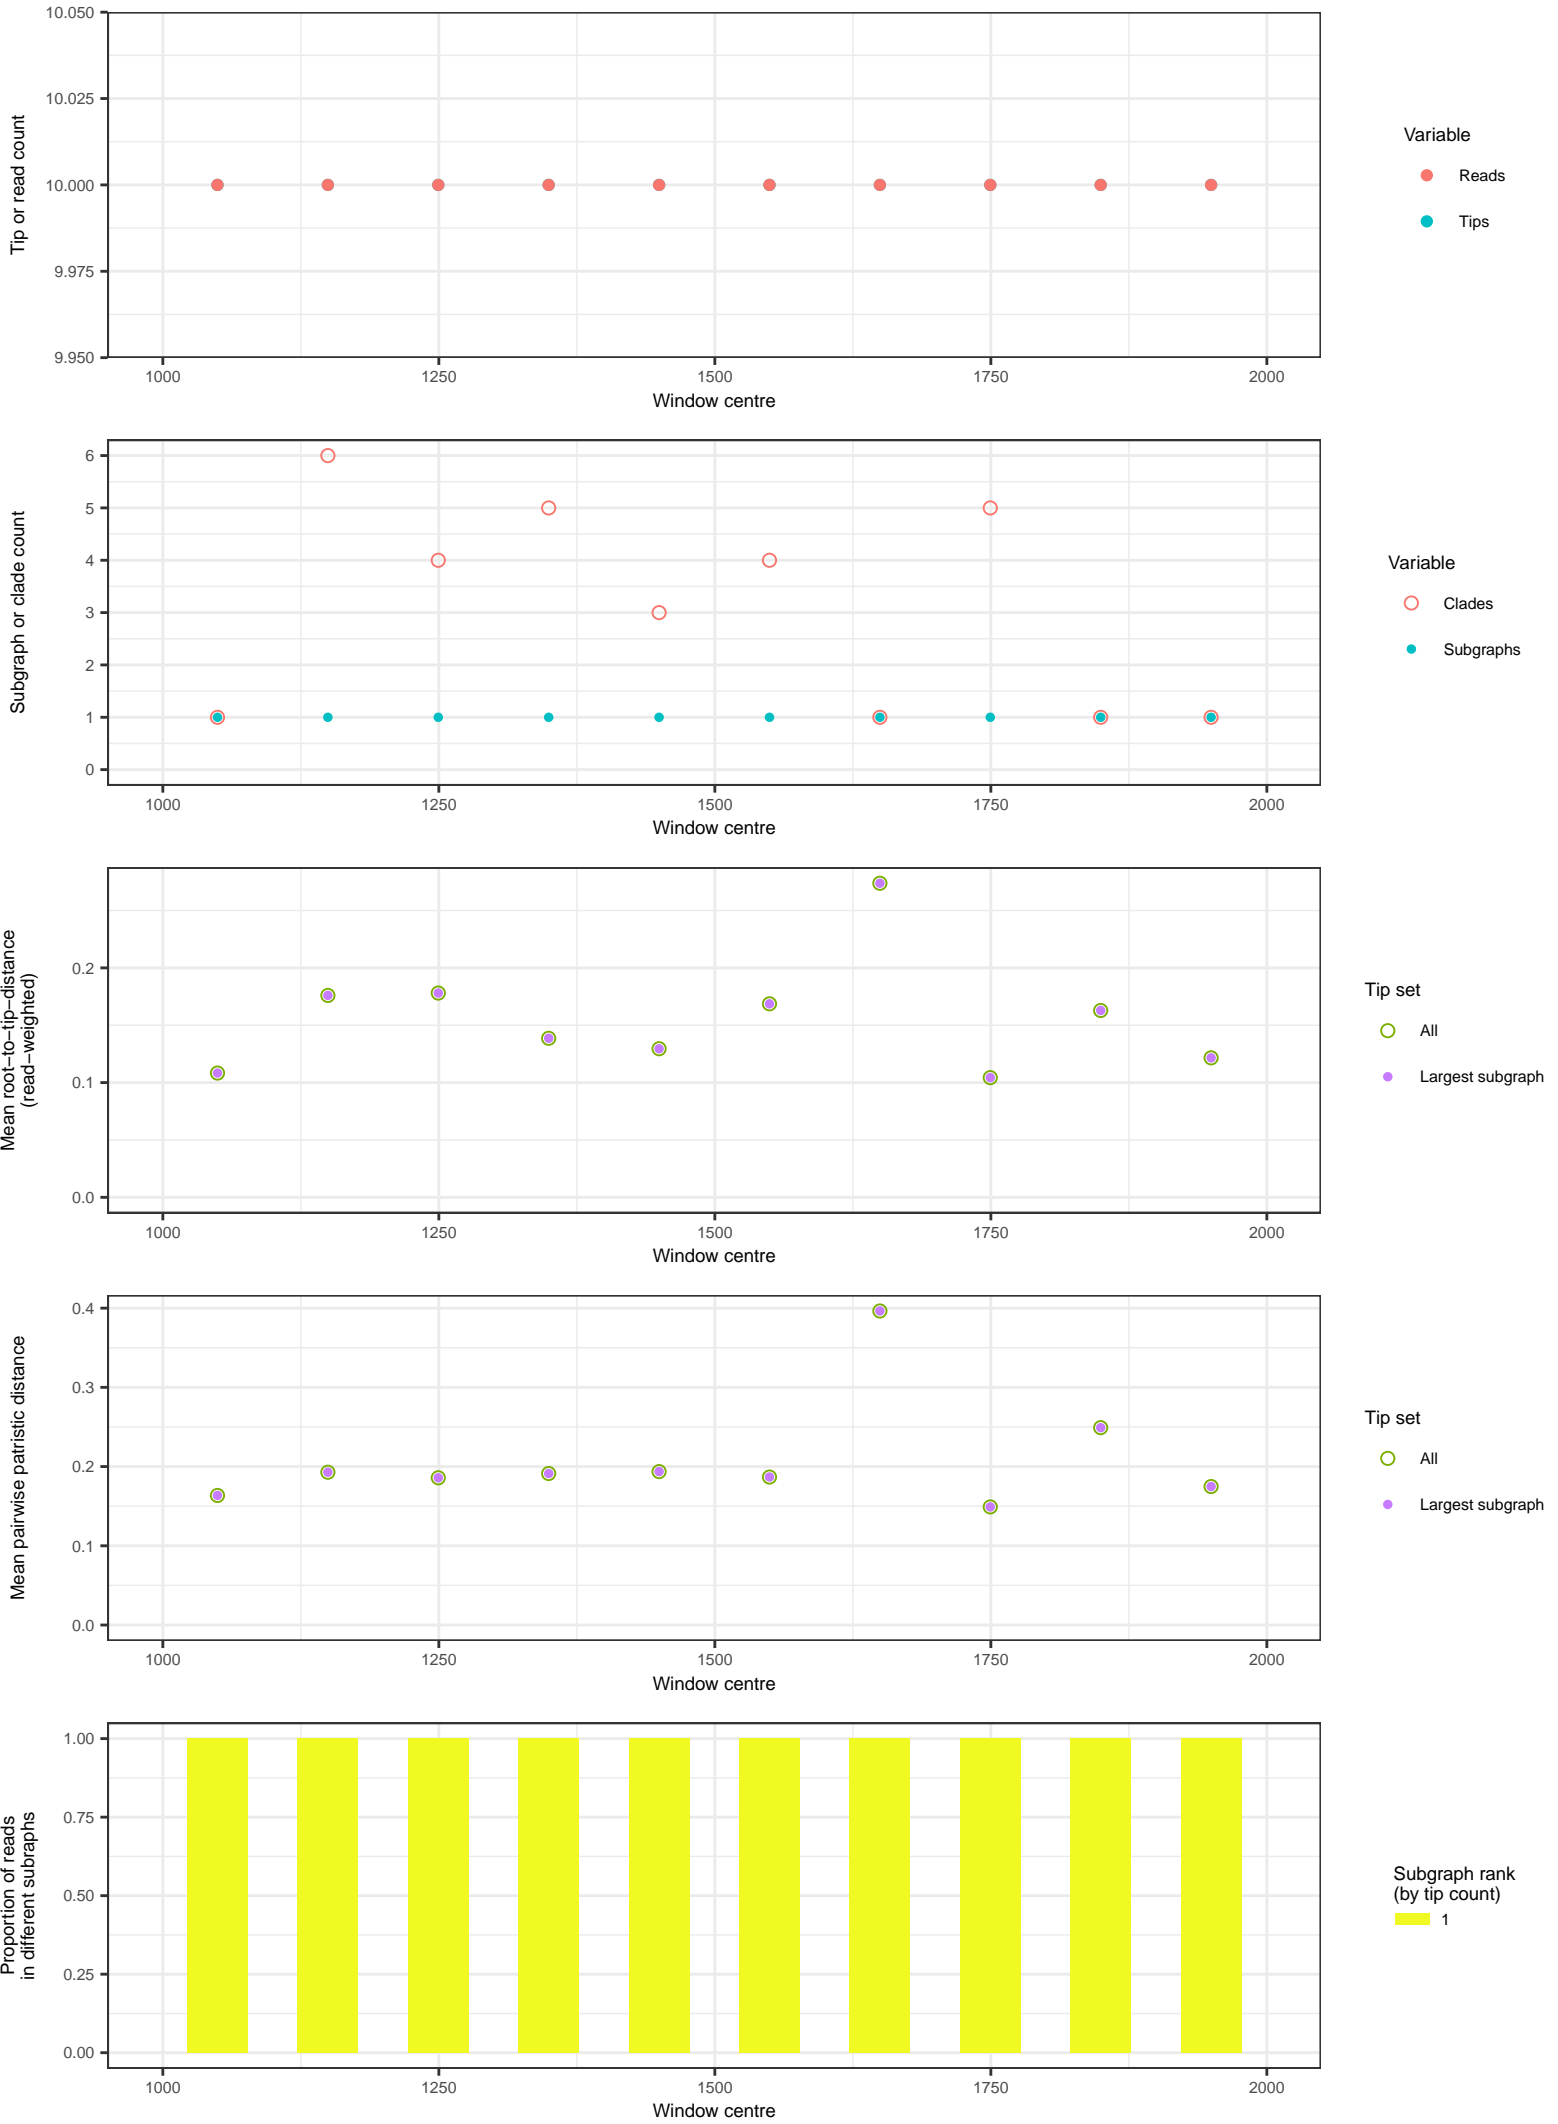 10.050
10.025
10.000
9.975
9.950
Tip or read count
1000 1250 1500 1750 2000
Window centre
Variable
Reads
Tips
6
5
4
3
2
1
0
Subgraph or clade count
1000 1250 1500 1750 2000
Window centre
Variable
Clades
Subgraphs
0.2
0.1
0.0
Mean root−to−tip−distance
(read−weighted)
1000 1250 1500 1750 2000
Window centre
Tip set
All
Largest subgraph
0.4
0.3
0.2
0.1
0.0
Mean pairwise patristic distance
1000 1250 1500 1750 2000
Window centre
Tip set
All
Largest subgraph
1.00
0.75
0.50
0.25
0.00
Proportion of reads
in different subraphs
1000 1250 1500 1750 2000
Window centre
Subgraph rank
(by tip count)
1